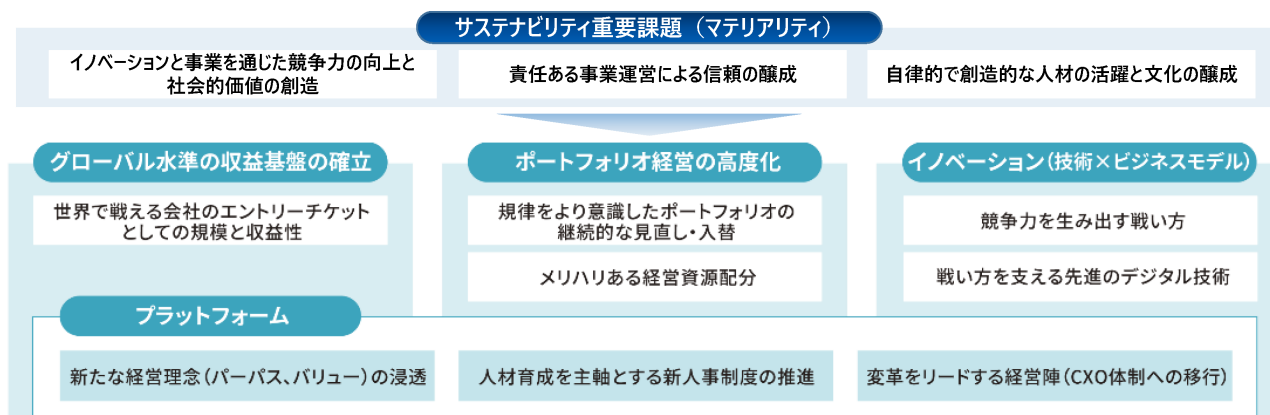 サステナビリティ重要課題（マテリアリティ）
イノベーションと事業を通じた競争力の向上と
社会的価値の創造
責任ある事業運営による信頼の醸成
自律的で創造的な人材の活躍と文化の醸成
グローバル水準の収益基盤の確立
世界で戦える会社のエントリーチケット
としての規模と収益性
ポートフォリオ経営の高度化
規律をより意識したポートフォリオの
継続的な見直し・入替
メリハリある経営資源配分
イノベーション（技術×ビジネスモデル）
競争力を生み出す戦い方
戦い方を支える先進のデジタル技術
プラットフォーム
新たな経営理念（パーパス、バリュー）の浸透
人材育成を主軸とする新人事制度の推進
変革をリードする経営陣（CXO体制への移行）